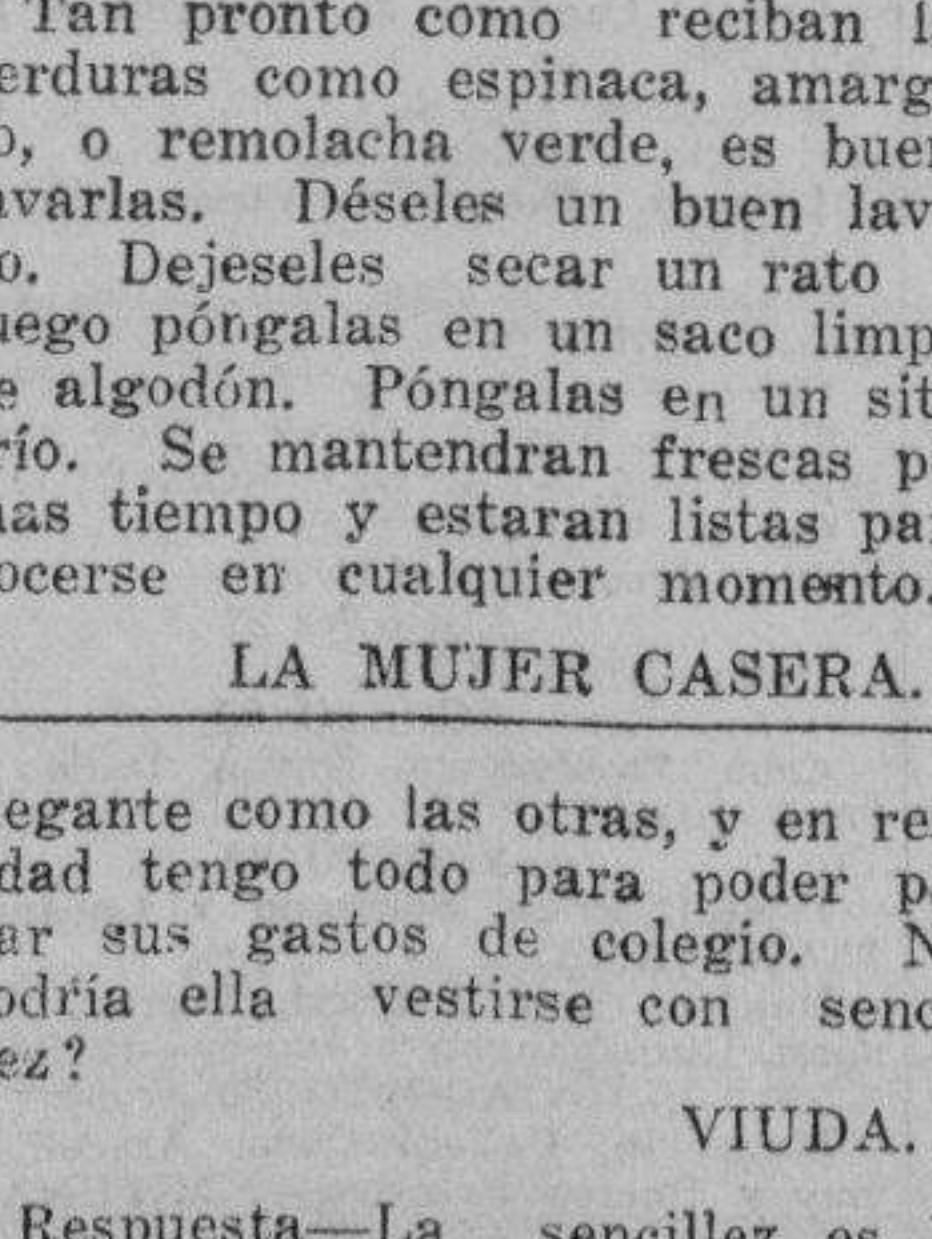 Tan pronto como reciban l
erduras como espinaca, amarg
o, o remolacha verde, es buen
avarlas. Déseles un buen lav
o. Dejeseles secar un rato
uego póngalas en un saco limp
e algodón. Póngalas en un sit
río. Se mantendran frescas p
as tiempo y estaran listas par
ocerse en cualquier momento.
LA MUJER CASERA.
egante como las otras, y en re
dad tengo todo para poder pa
ar sus gastos de colegio. N
odría ella vestirse con senc
ez?
VIUDA.
Respuesta—La sencillez es